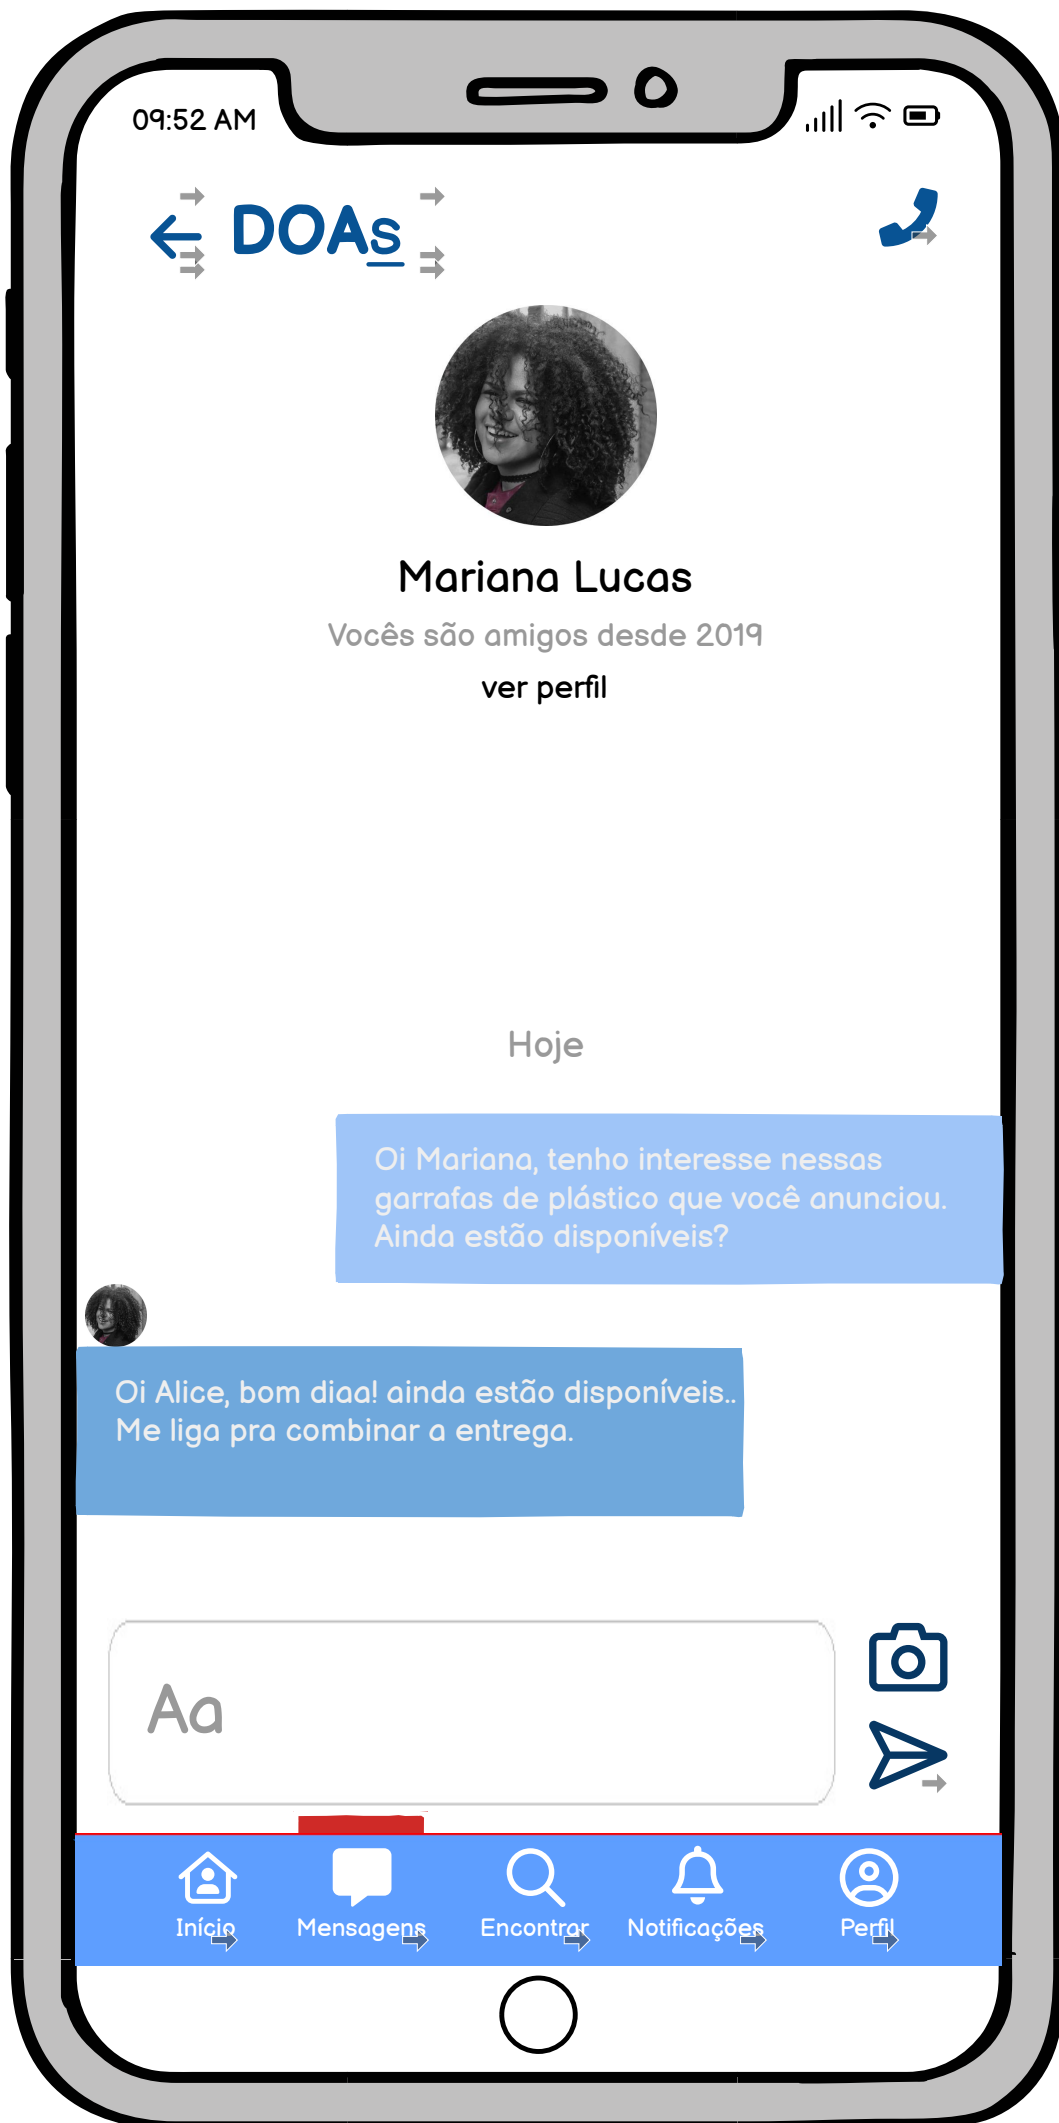 09:52 AM
DOAs
Mariana Lucas
Vocês são amigos desde 2019
ver perfil
Hoje
Oi Mariana, tenho interesse nessas
garrafas de plástico que você anunciou.
Ainda estão disponíveis?
Oi Alice, bom diaa! ainda estão disponíveis..
Me liga pra combinar a entrega.
Aa
Início Mensagens Encontrar Notificações Perfil